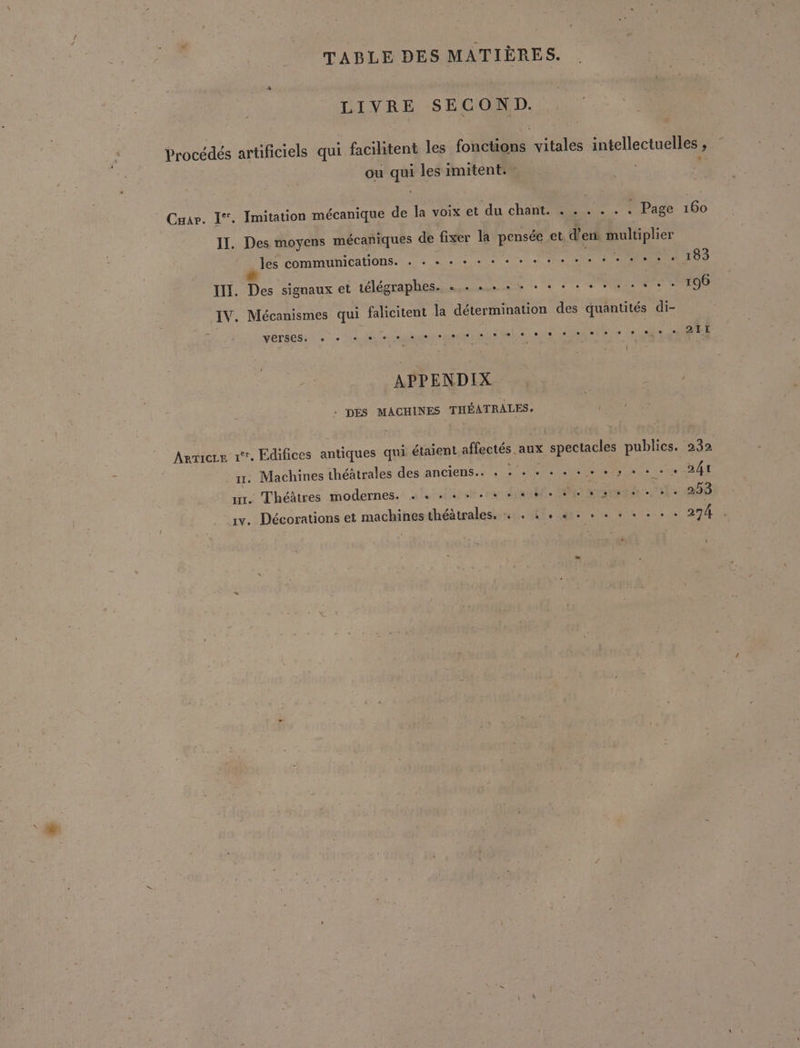 TABLE DES MATIÈRES.
LIVRE SECOND.
Procédés artificiels qui facilitent les fonctions vitales intellectuelles,
ou qui les imitent.
CHAP. Ier. Imitation mécanique de la voix et du chant. . . . . . . Page 160
II. Des moyens mécaniques de fixer la pensée et d'en multiplier
les communications. . . . . . . . . . . . . . . . . . . . . 183
III. Des signaux et télégraphes. . . . . . . . . . . . . . . . . . 196
IV. Mécanismes qui falicitent la détermination des quantités di-
verses. . . . . . . . . . . . . . . . . . . . . . . . . . . 211
APPENDIX
DES MACHINES THÉATRALES.
ARTICLE 1er. Edifices antiques qui étaient affectés aux spectacles publics. 232
II. Machines théâtrales des anciens.. . . . . . . . . . . . . . . 241
III. Théâtres modernes. . . . . . . . . . . . . . . . . . . . . 253
IV. Décorations et machines théâtrales. . . . . . . . . . . . . . 274